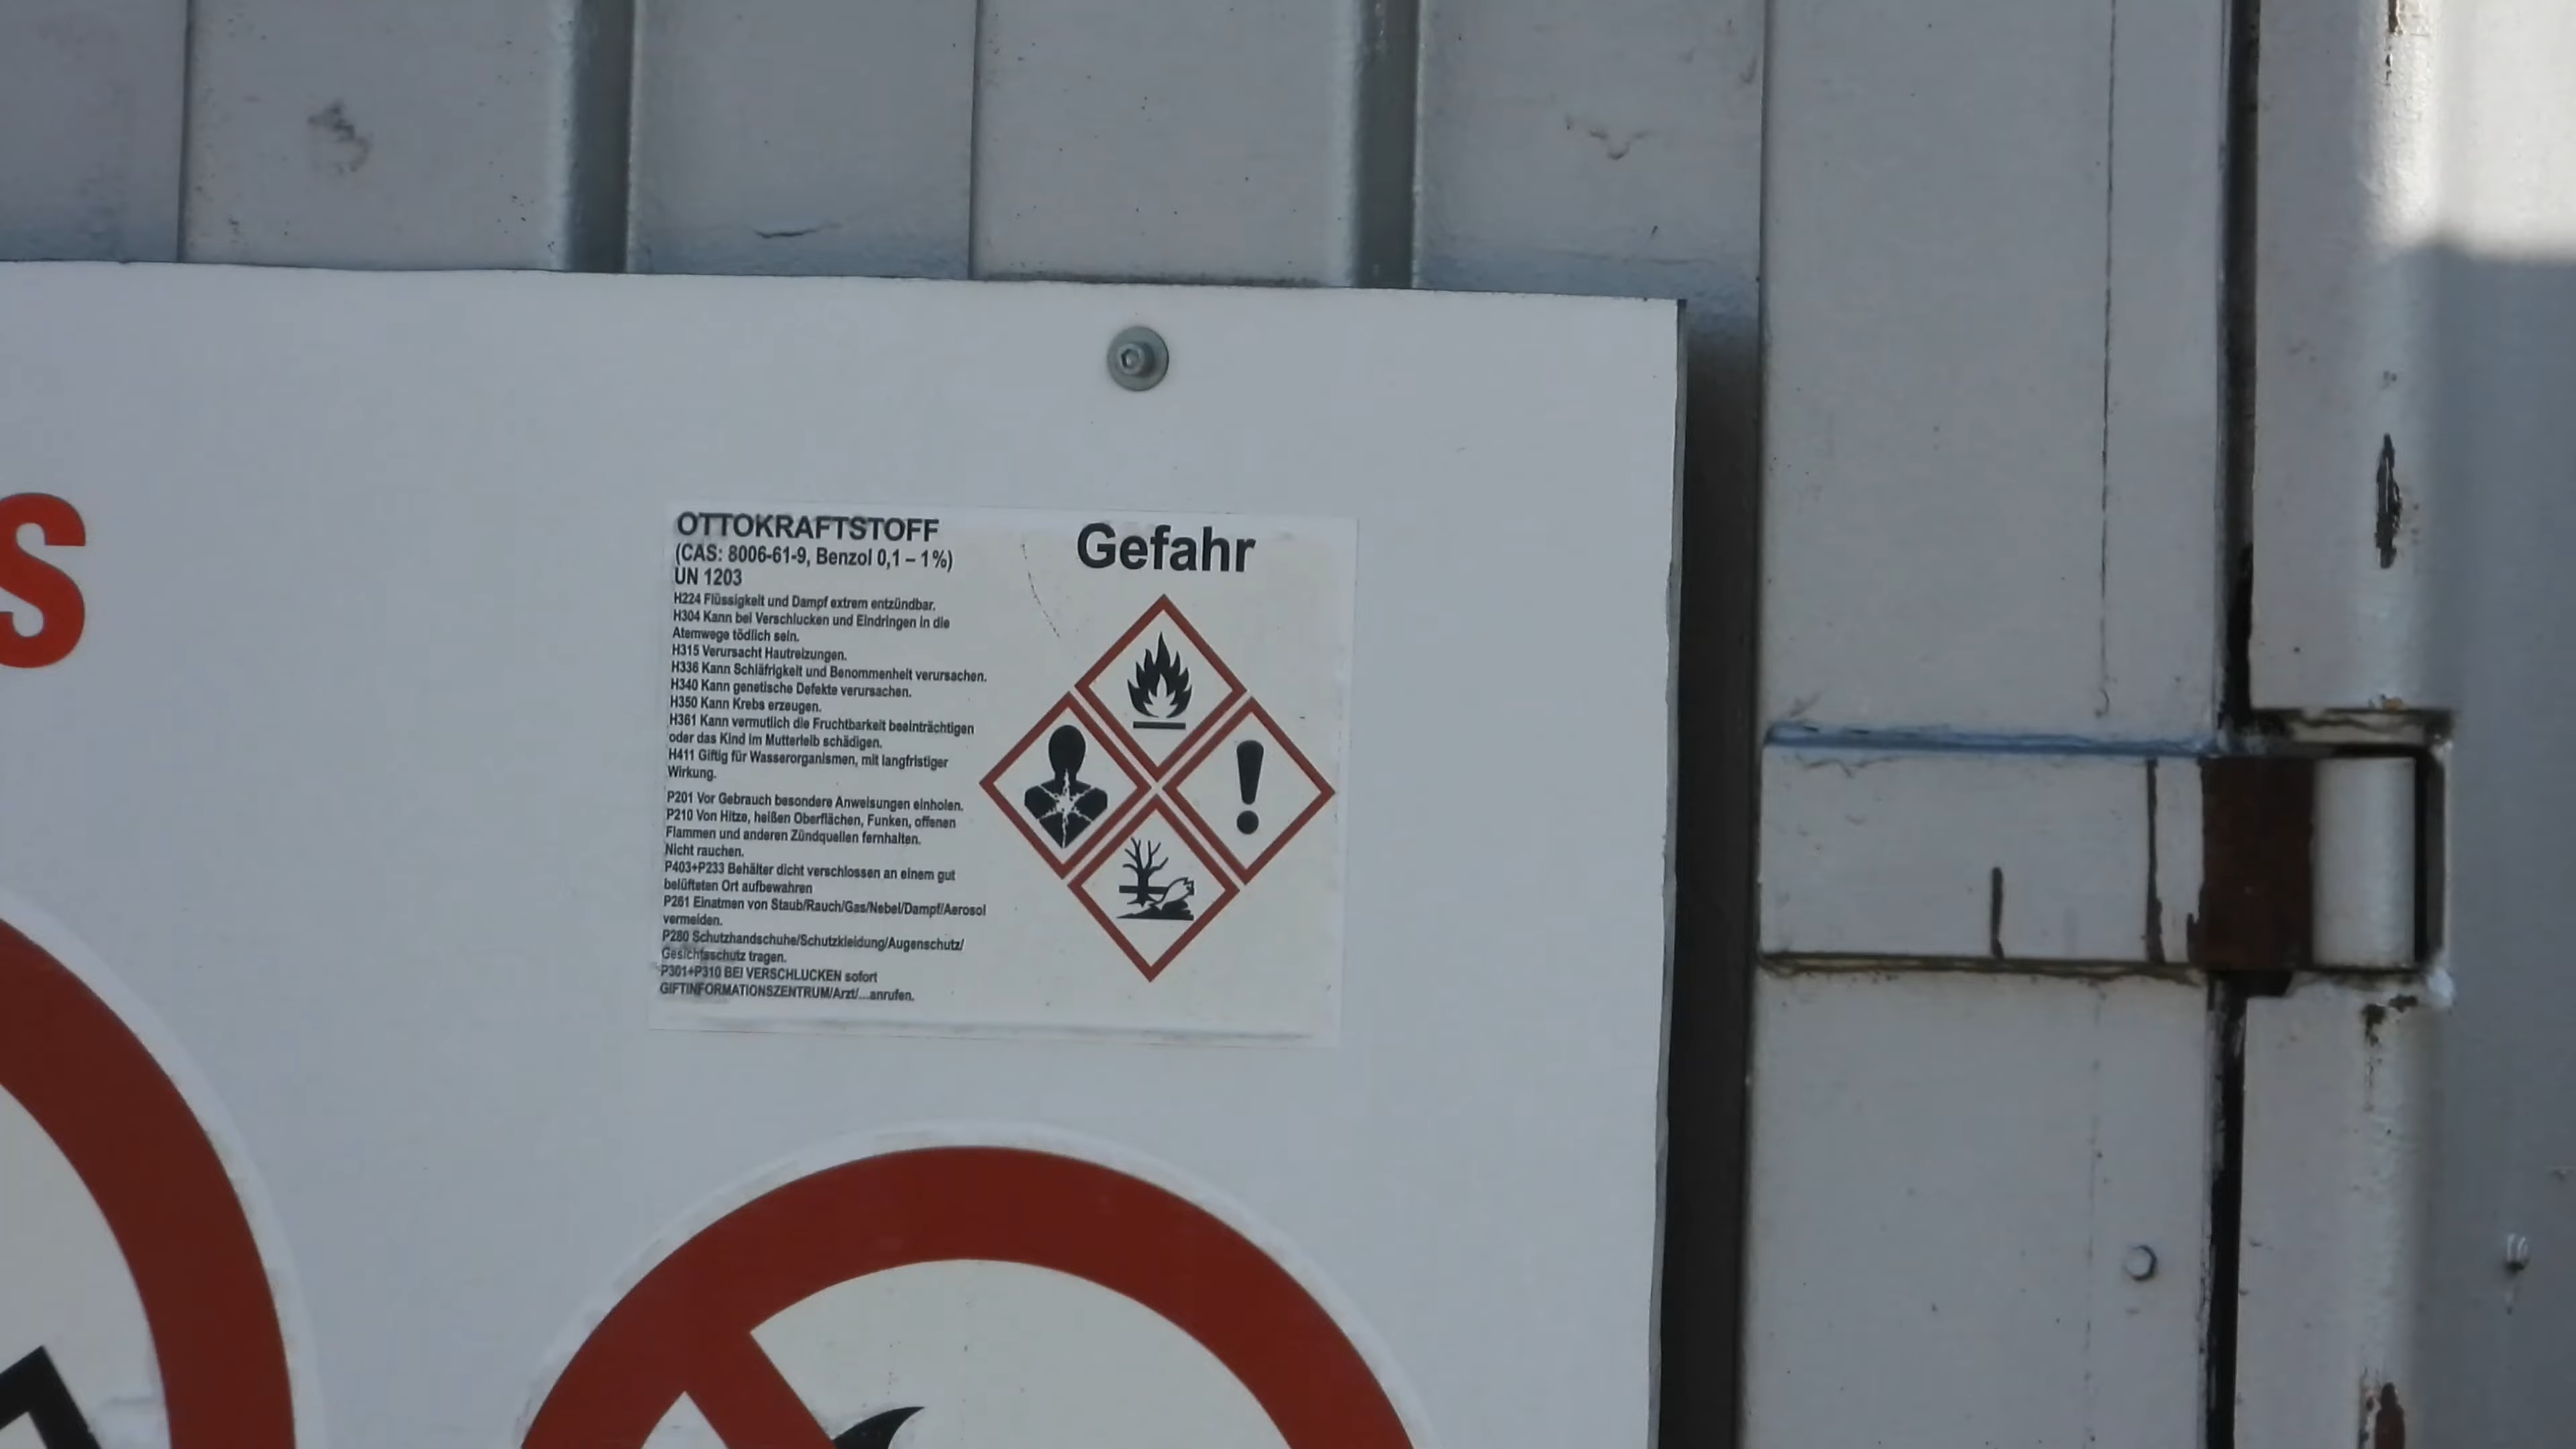 S
OTTOKRAFTSTOFF
(CAS: 8006-61-9, Benzol 0,1 – 1%)
UN 1203
H224 Flüssigkeit und Dampf extrem entzündbar.
H304 Kann bei Verschlucken und Eindringen in die
Atemwege tödlich sein.
H315 Verursacht Hautreizungen.
H336 Kann Schläfrigkeit und Benommenheit verursachen.
H340 Kann genetische Defekte verursachen.
H350 Kann Krebs erzeugen.
H361 Kann vermutlich die Fruchtbarkeit beeinträchtigen
oder das Kind im Mutterleib schädigen.
H411 Giftig für Wasserorganismen, mit langfristiger
Wirkung.
P201 Vor Gebrauch besondere Anweisungen einholen.
P210 Von Hitze, heißen Oberflächen, Funken, offenen
Flammen und anderen Zündquellen fernhalten.
Nicht rauchen.
P403+P233 Behälter dicht verschlossen an einem gut
belüfteten Ort aufbewahren
P261 Einatmen von Staub/Rauch/Gas/Nebel/Dampf/Aerosol
vermeiden.
P280 Schutzhandschuhe/Schutzkleidung/Augenschutz/
Gesichtsschutz tragen.
P301+P310 BEI VERSCHLUCKEN sofort
GIFTINFORMATIONSZENTRUM/Arzt/...anrufen.
Gefahr